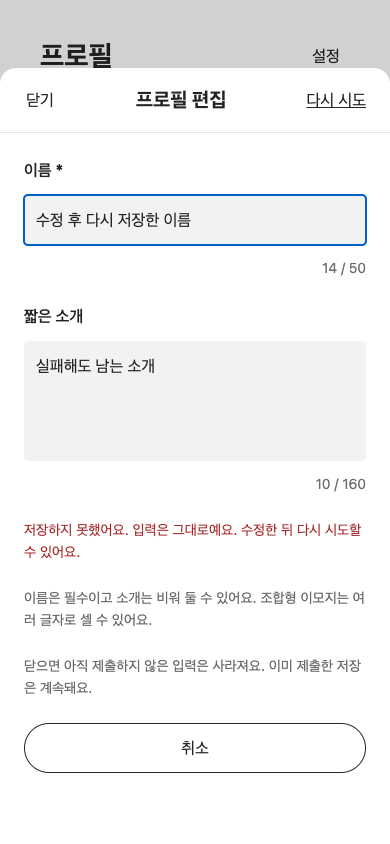 프로필
설정
닫기
프로필 편집
다시 시도
이름 *
수정 후 다시 저장한 이름
14 / 50
짧은 소개
실패해도 남는 소개
10 / 160
저장하지 못했어요. 입력은 그대로예요. 수정한 뒤 다시 시도할
수 있어요.
이름은 필수이고 소개는 비워 둘 수 있어요. 조합형 이모지는 여
러 글자로 셀 수 있어요.
닫으면 아직 제출하지 않은 입력은 사라져요. 이미 제출한 저장
은 계속돼요.
취소